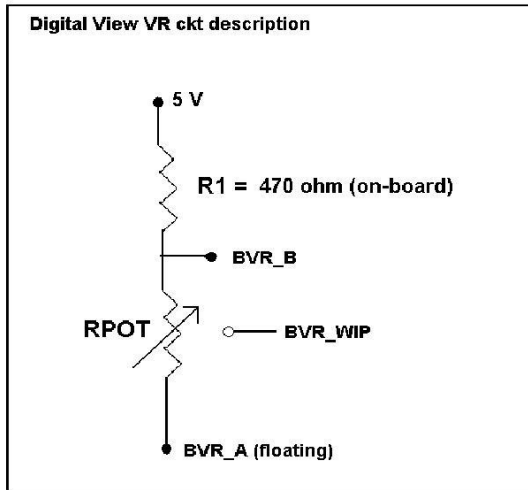 Digital View VR ckt description
5 V
R1 = 470 ohm (on-board)
BVR_B
RPOT
BVR_WIP
BVR_A (floating)